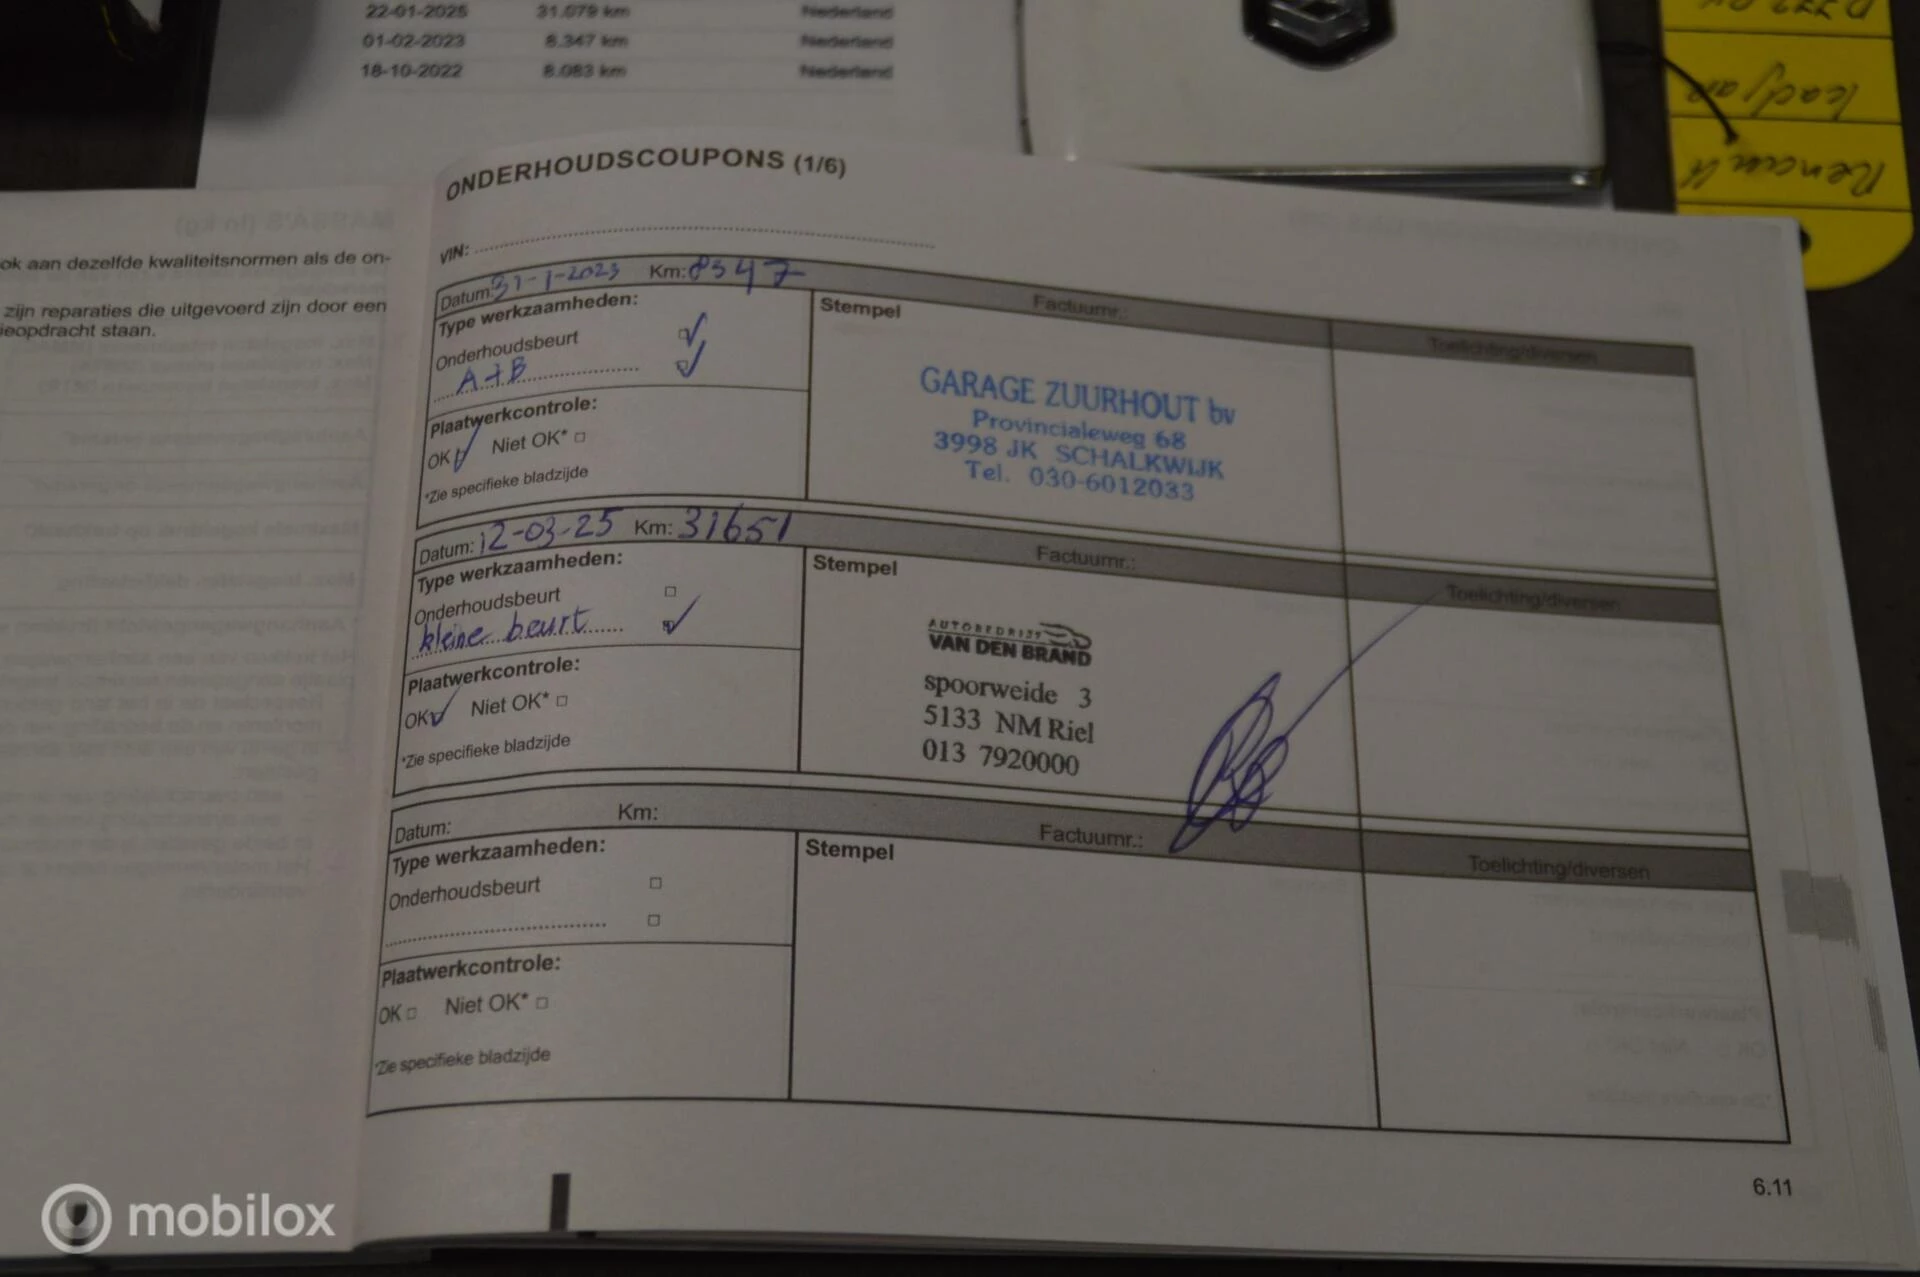 22-01-2025 31.079 km Nederland
01-02-2023 8.347 km Nederland
18-10-2022 8.083 km Nederland
Renault
kadjar
ook aan dezelfde kwaliteitsnormen als de on-
zijn reparaties die uitgevoerd zijn door een
ieopdracht staan.
ONDERHOUDSCOUPONS (1/6)
VIN:
Datum: 31-1-2023 Km: 8347 Factuurnr.:
Type werkzaamheden:
Stempel
Toelichting/diversen
Onderhoudsbeurt
A+B
Plaatwerkcontrole:
OK Niet OK*
*Zie specifieke bladzijde
GARAGE ZUURHOUT bv
Provincialeweg 68
3998 JK SCHALKWIJK
Tel. 030-6012033
Datum: 12-03-25 Km: 31651 Factuurnr.:
Type werkzaamheden:
Stempel
Toelichting/diversen
Onderhoudsbeurt
kleine beurt
Plaatwerkcontrole:
OK Niet OK*
*Zie specifieke bladzijde
AUTOBEDRIJF
VAN DEN BRAND
spoorweide 3
5133 NM Riel
013 7920000
Datum: Km: Factuurnr.:
Type werkzaamheden:
Stempel
Toelichting/diversen
Onderhoudsbeurt
Plaatwerkcontrole:
OK Niet OK*
*Zie specifieke bladzijde
6.11
mobilox